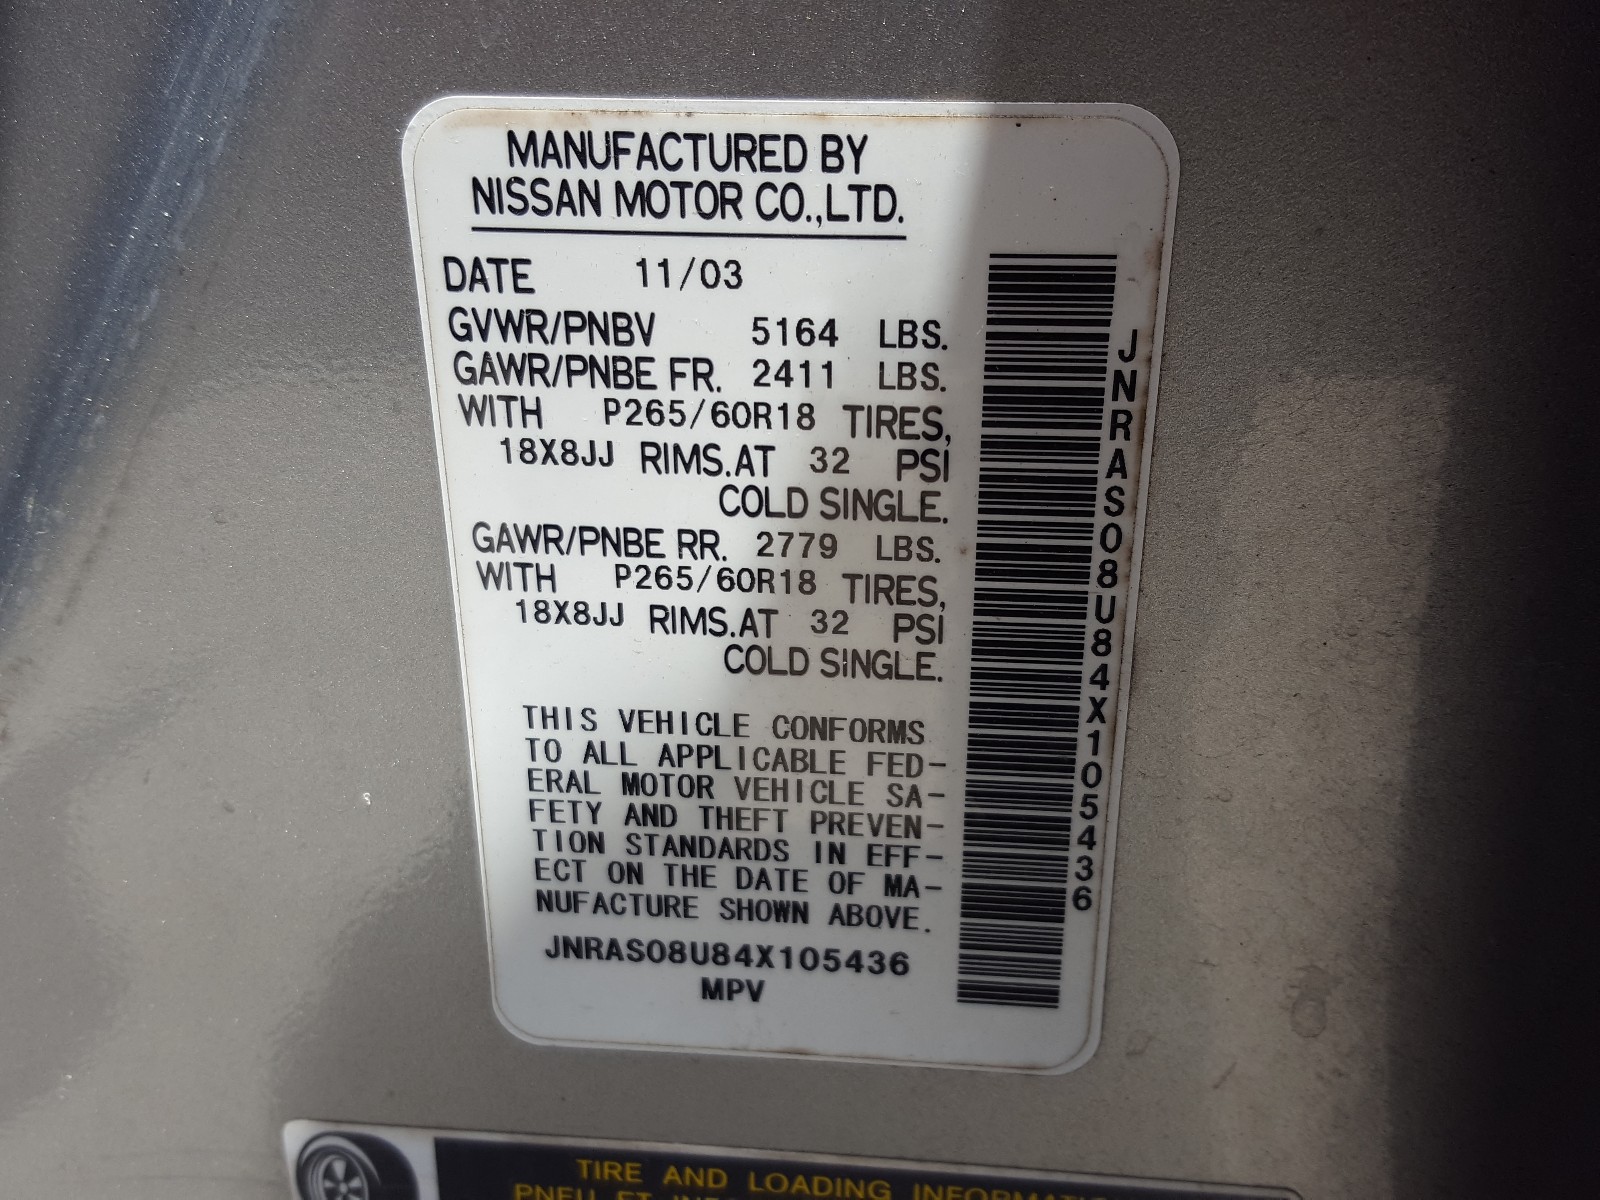 MANUFACTURED BY
NISSAN MOTOR CO.,LTD.
DATE 11/03
GVWR/PNBV 5164 LBS.
GAWR/PNBE FR. 2411 LBS.
WITH P265/60R18 TIRES,
18X8JJ RIMS.AT 32 PSI
COLD SINGLE.
GAWR/PNBE RR. 2779 LBS.
WITH P265/60R18 TIRES,
18X8JJ RIMS.AT 32 PSI
COLD SINGLE.
THIS VEHICLE CONFORMS
TO ALL APPLICABLE FED-
ERAL MOTOR VEHICLE SA-
FETY AND THEFT PREVEN-
TION STANDARDS IN EFF-
ECT ON THE DATE OF MA-
NUFACTURE SHOWN ABOVE.
JNRAS08U84X105436
MPV
JNRAS08U84X105436
TIRE AND LOADING INFORMATION
PNEU ET